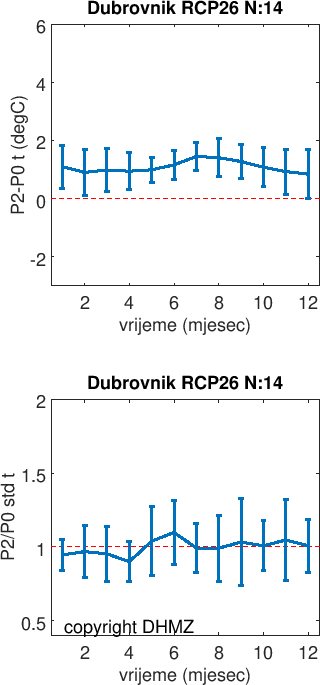 Dubrovnik RCP26 N:14
6
4
2
0
-2
P2-P0 t (degC)
2 4 6 8 10 12
vrijeme (mjesec)
Dubrovnik RCP26 N:14
2
1.5
1
0.5
P2/P0 std t
copyright DHMZ
2 4 6 8 10 12
vrijeme (mjesec)